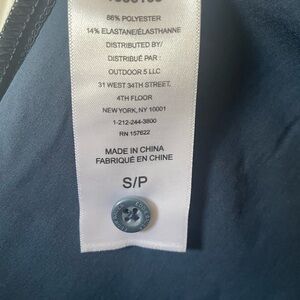 86% POLYESTER
14% ELASTANE/ÉLASTHANNE
DISTRIBUTED BY/
DISTRIBUÉ PAR :
OUTDOOR 5 LLC
31 WEST 34TH STREET,
4TH FLOOR
NEW YORK, NY 10001
1-212-244-3800
RN 157622
MADE IN CHINA
FABRIQUÉ EN CHINE
S/P